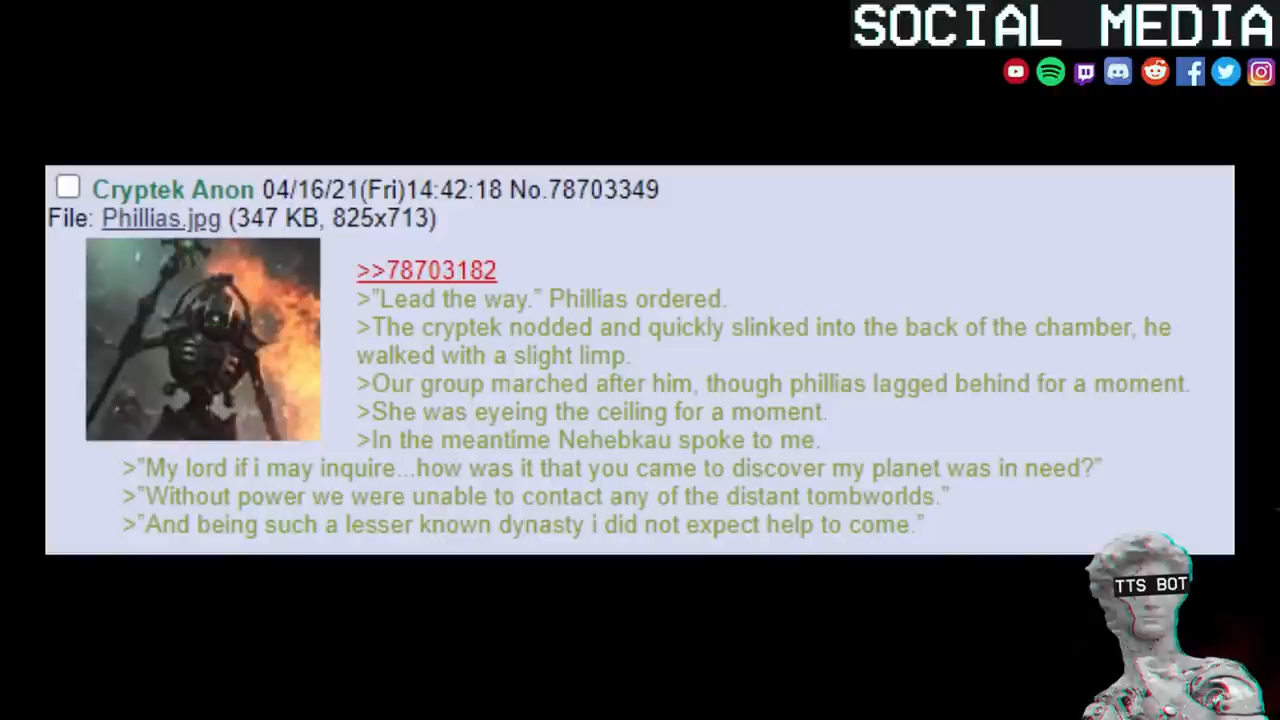 SOCIAL MEDIA
Cryptek Anon 04/16/21(Fri)14:42:18 No.78703349
File: Phillias.jpg (347 KB, 825x713)
>>78703182
>"Lead the way." Phillias ordered.
>The cryptek nodded and quickly slinked into the back of the chamber, he
walked with a slight limp.
>Our group marched after him, though phillias lagged behind for a moment.
>She was eyeing the ceiling for a moment.
>In the meantime Nehebkau spoke to me.
>"My lord if i may inquire...how was it that you came to discover my planet was in need?"
>"Without power we were unable to contact any of the distant tombworlds."
>"And being such a lesser known dynasty i did not expect help to come."
TTS BOT